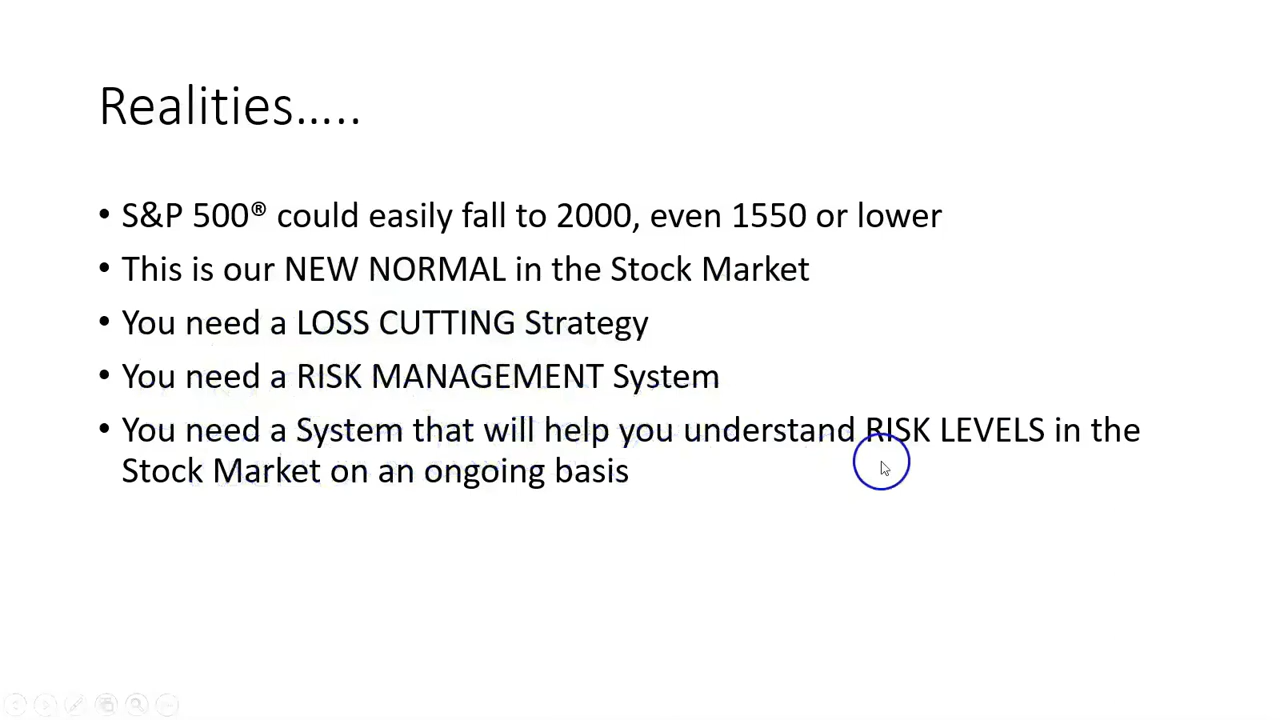 Realities…..
• S&P 500® could easily fall to 2000, even 1550 or lower
• This is our NEW NORMAL in the Stock Market
• You need a LOSS CUTTING Strategy
• You need a RISK MANAGEMENT System
• You need a System that will help you understand RISK LEVELS in the
Stock Market on an ongoing basis